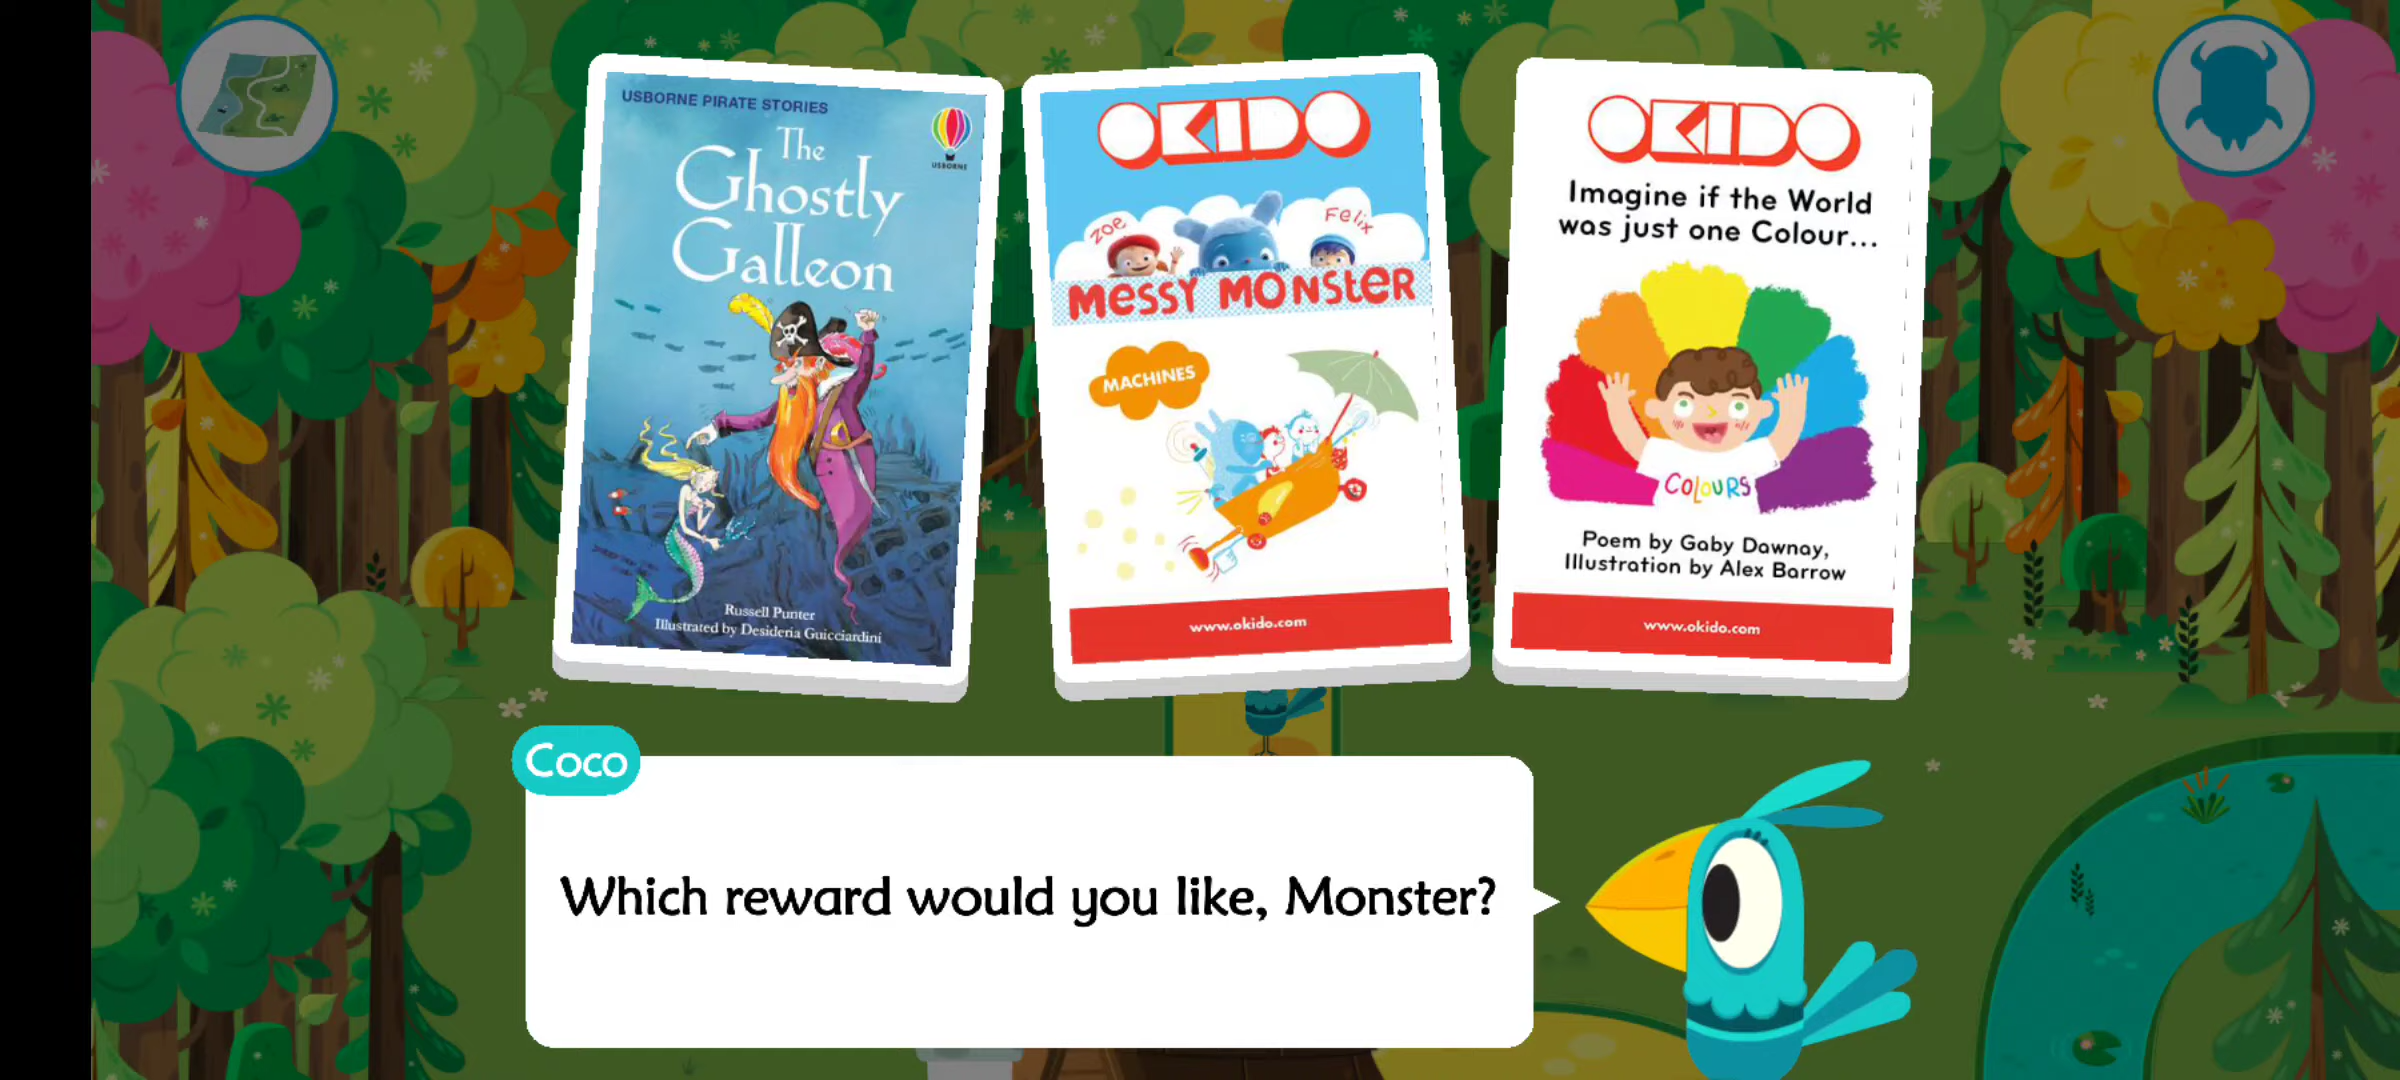 USBORNE PIRATE STORIES
The
Ghostly
Galleon
USBORNE
Russell Punter
Illustrated by Desideria Guicciardini
OKIDO
Zoe
Felix
MESSY MONSTER
MACHINES
www.okido.com
OKIDO
Imagine if the World
was just one Colour...
COLOURS
Poem by Gaby Dawnay,
Illustration by Alex Barrow
www.okido.com
Coco
Which reward would you like, Monster?